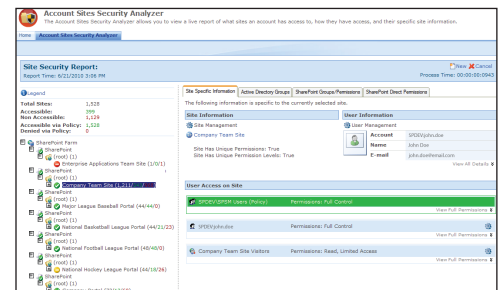 Account Sites Security Analyzer
The Account Sites Security Analyzer allows you to view a live report of what sites an account has access to, how they have access, and their specific site information.
Home Account Sites Security Analyzer
Site Security Report:
Report Time: 6/21/2010 3:06 PM
New Cancel
Process Time: 00:00:00:0943
Legend
Total Sites: 1,528
Accessible: 399
Non Accessible: 1,129
Accessible via Policy: 1,528
Denied via Policy: 0
SharePoint Farm
SharePoint
(root) (1)
Enterprise Applications Team Site (1/0/1)
SharePoint
(root) (1)
Company Team Site (1,211/
SharePoint
(root) (1)
Major League Baseball Portal (44/44/0)
SharePoint
(root) (1)
National Basketball League Portal (44/21/23)
SharePoint
(root) (1)
National Football League Portal (48/48/0)
SharePoint
(root) (1)
National Hockey League Portal (44/18/26)
SharePoint
(root) (1)
Site Specific Information Active Directory Groups SharePoint Groups/Permissions SharePoint Direct Permissions
The following information is specific to the currently selected site.
Site Information
Site Management
Company Team Site
Site Has Unique Permissions: True
Site Has Unique Permission Levels: True
User Information
User Management
Account SPDEV\john.doe
Name John Doe
E-mail john.doe@email.com
View All Details
User Access on Site
SPDEV\SPIM Users (Policy) Permissions: Full Control
View Full Permissions
SPDEV\john.doe Permissions: Full Control
View Full Permissions
Company Team Site Visitors Permissions: Read, Limited Access
View Full Permissions